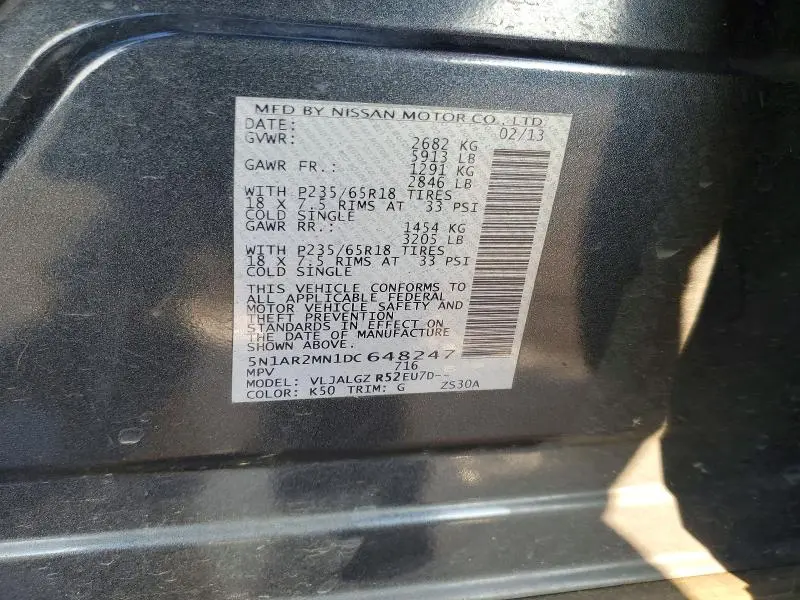 MFD BY NISSAN MOTOR CO., LTD
DATE: 02/13
GVWR: 2682 KG
5913 LB
GAWR FR.: 1291 KG
2846 LB
WITH P235/65R18 TIRES
18 X 7.5 RIMS AT 33 PSI
COLD SINGLE
GAWR RR.: 1454 KG
3205 LB
WITH P235/65R18 TIRES
18 X 7.5 RIMS AT 33 PSI
COLD SINGLE
THIS VEHICLE CONFORMS TO
ALL APPLICABLE FEDERAL
MOTOR VEHICLE SAFETY AND
THEFT PREVENTION
STANDARDS IN EFFECT ON
THE DATE OF MANUFACTURE
SHOWN ABOVE.
5N1AR2MN1DC648247
MPV 716
MODEL: VLJALGZ R52EU7D--
COLOR: K50 TRIM: G ZS30A